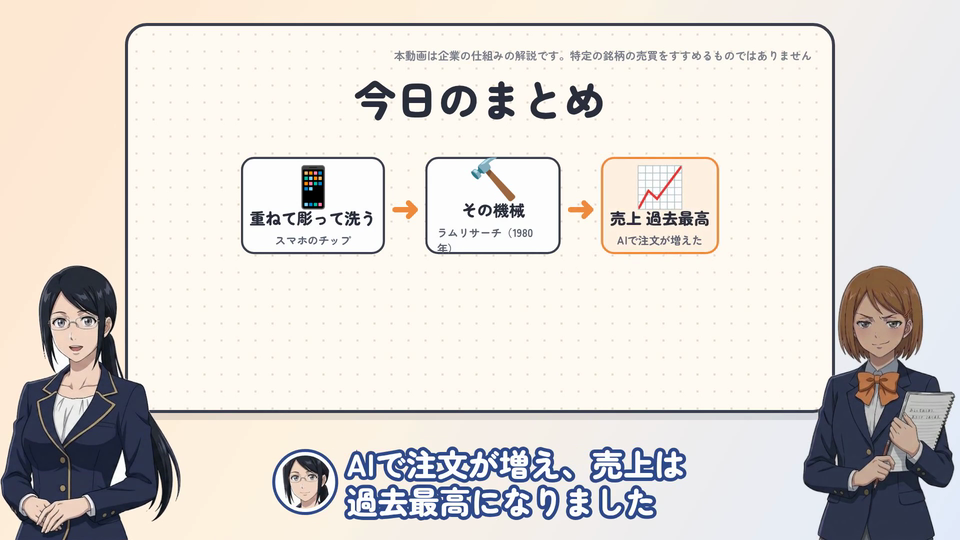 本動画は企業の仕組みの解説です。特定の銘柄の売買をすすめるものではありません
今日のまとめ
重ねて彫って洗う
スマホのチップ
その機械
ラムリサーチ（1980
年）
売上 過去最高
AIで注文が増えた
AIで注文が増え、売上は
過去最高になりました